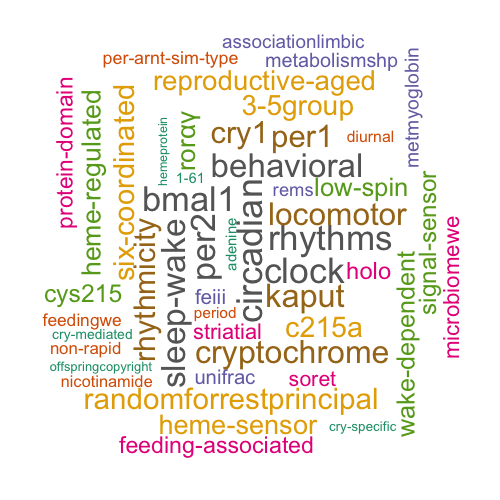 associationlimbic
per-arnt-sim-type
metabolismshp
reproductive-aged
3-5group
metmyoglobin
protein-domain
heme-regulated
six-coordinated
hemeprotein
rorαγ
cry1
per1
diurnal
behavioral
1-61
rems
low-spin
bmal1
per2
adenine
circadian
locomotor
rhythms
signal-sensor
microbiomewe
rhythmicity
sleep-wake
clock
holo
cys215
feiii
kaput
wake-dependent
feedingwe
period
cry-mediated
striatial
c215a
non-rapid
cryptochrome
offspringcopyright
nicotinamide
unifrac
soret
randomforrestprincipal
heme-sensor
cry-specific
feeding-associated